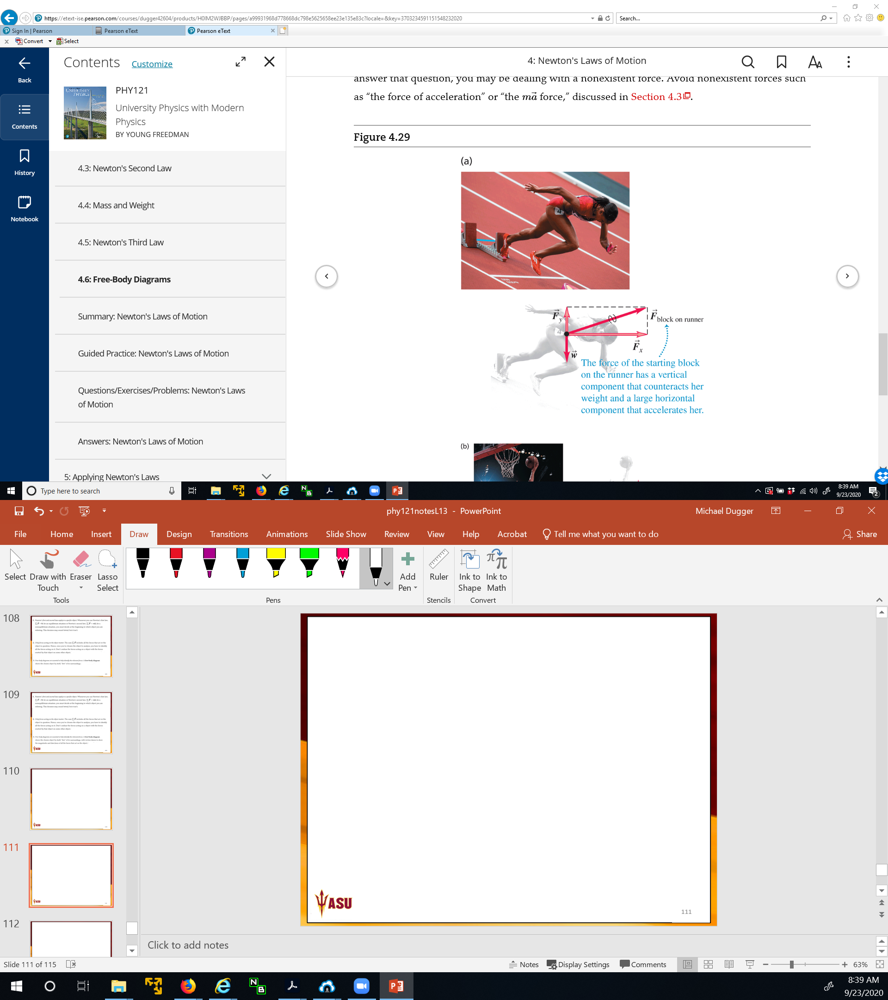 https://etext-ise.pearson.com/courses/dugger42604/products/H0IM2WJBBP/pages/a99931968d778668dc798e5625658ee23e135e83c?locale=&key=3703234591151548232020
Search...
Sign In | Pearson
Pearson eText
Pearson eText
x Convert Select
Back
Contents
History
Notebook
Contents Customize
UNIVERSITY PHYSICS
PHY121
University Physics with Modern
Physics
BY YOUNG FREEDMAN
4.3: Newton's Second Law
4.4: Mass and Weight
4.5: Newton's Third Law
4.6: Free-Body Diagrams
Summary: Newton's Laws of Motion
Guided Practice: Newton's Laws of Motion
Questions/Exercises/Problems: Newton's Laws
of Motion
Answers: Newton's Laws of Motion
5: Applying Newton's Laws
4: Newton's Laws of Motion
answer that question, you may be dealing with a nonexistent force. Avoid nonexistent forces such
as “the force of acceleration” or “the ma⃗ force,” discussed in Section 4.3.
Figure 4.29
(a)
4
F⃗y
F⃗block on runner
4
F⃗x
w⃗
The force of the starting block
on the runner has a vertical
component that counteracts her
weight and a large horizontal
component that accelerates her.
(b)
Type here to search
8:39 AM
9/23/2020
2
phy121notesL13 - PowerPoint
Michael Dugger
File Home Insert Draw Design Transitions Animations Slide Show Review View Help Acrobat Tell me what you want to do Share
Select
Draw with
Touch
Eraser
Lasso
Select
Add
Pen
Ruler
Ink to
Shape
Ink to
Math
Tools Pens Stencils Convert
108
ASU
109
ASU
110
ASU
111
ASU
112
ASU
111
Click to add notes
Slide 111 of 115
Notes Display Settings Comments 63%
8:39 AM
9/23/2020